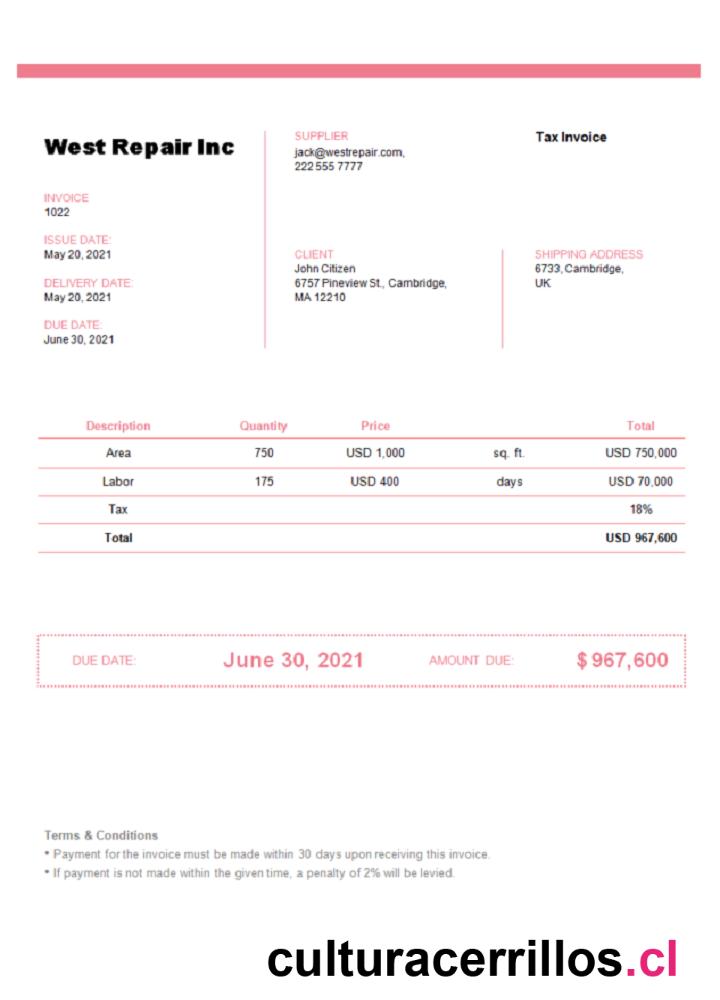 West Repair Inc
SUPPLIER
jack@westrepair.com,
222 555 7777
Tax Invoice
INVOICE
1022
ISSUE DATE:
May 20, 2021
DELIVERY DATE:
May 20, 2021
DUE DATE:
June 30, 2021
CLIENT
John Citizen
6757 Pineview St., Cambridge,
MA 12210
SHIPPING ADDRESS
6733, Cambridge,
UK
Description Quantity Price Total
Area 750 USD 1,000 sq. ft. USD 750,000
Labor 175 USD 400 days USD 70,000
Tax 18%
Total USD 967,600
DUE DATE: June 30, 2021 AMOUNT DUE: $ 967,600
Terms & Conditions
* Payment for the invoice must be made within 30 days upon receiving this invoice.
* If payment is not made within the given time, a penalty of 2% will be levied.
culturacerrillos.cl